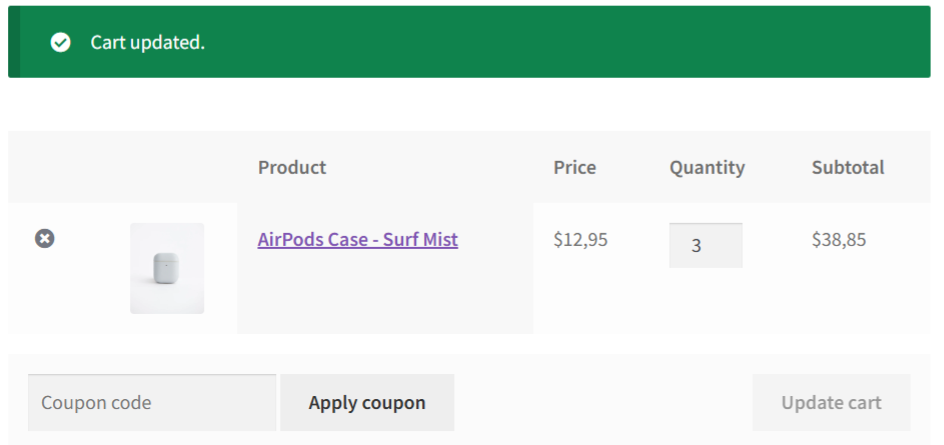 Cart updated.
Product Price Quantity Subtotal
AirPods Case - Surf Mist $12,95 3 $38,85
Coupon code Apply coupon Update cart